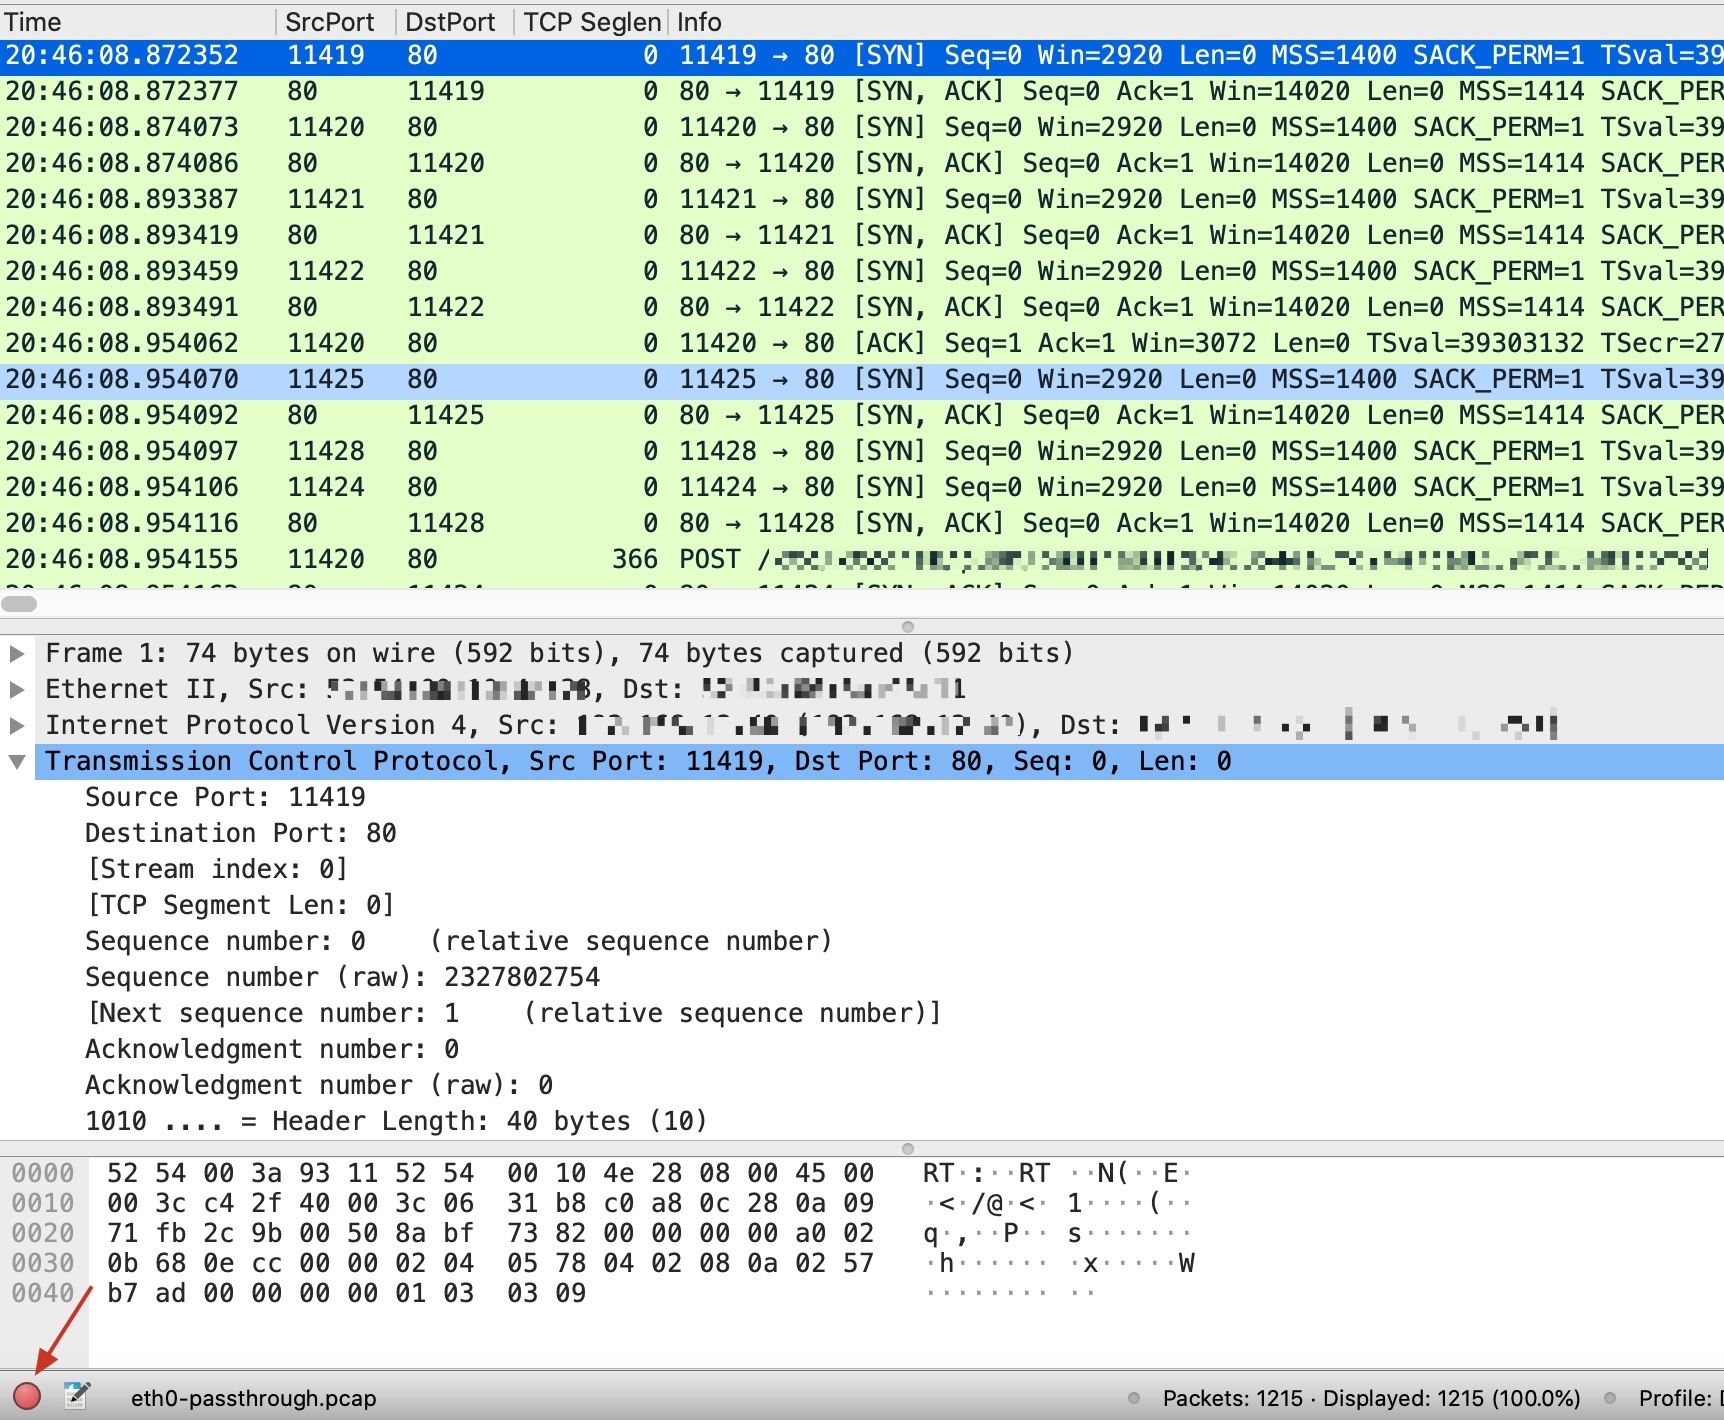 Time SrcPort DstPort TCP Seglen Info
20:46:08.872352 11419 80 0 11419 → 80 [SYN] Seq=0 Win=2920 Len=0 MSS=1400 SACK_PERM=1 TSval=39
20:46:08.872377 80 11419 0 80 → 11419 [SYN, ACK] Seq=0 Ack=1 Win=14020 Len=0 MSS=1414 SACK_PER
20:46:08.874073 11420 80 0 11420 → 80 [SYN] Seq=0 Win=2920 Len=0 MSS=1400 SACK_PERM=1 TSval=39
20:46:08.874086 80 11420 0 80 → 11420 [SYN, ACK] Seq=0 Ack=1 Win=14020 Len=0 MSS=1414 SACK_PER
20:46:08.893387 11421 80 0 11421 → 80 [SYN] Seq=0 Win=2920 Len=0 MSS=1400 SACK_PERM=1 TSval=39
20:46:08.893419 80 11421 0 80 → 11421 [SYN, ACK] Seq=0 Ack=1 Win=14020 Len=0 MSS=1414 SACK_PER
20:46:08.893459 11422 80 0 11422 → 80 [SYN] Seq=0 Win=2920 Len=0 MSS=1400 SACK_PERM=1 TSval=39
20:46:08.893491 80 11422 0 80 → 11422 [SYN, ACK] Seq=0 Ack=1 Win=14020 Len=0 MSS=1414 SACK_PER
20:46:08.954062 11420 80 0 11420 → 80 [ACK] Seq=1 Ack=1 Win=3072 Len=0 TSval=39303132 TSecr=27
20:46:08.954070 11425 80 0 11425 → 80 [SYN] Seq=0 Win=2920 Len=0 MSS=1400 SACK_PERM=1 TSval=39
20:46:08.954092 80 11425 0 80 → 11425 [SYN, ACK] Seq=0 Ack=1 Win=14020 Len=0 MSS=1414 SACK_PER
20:46:08.954097 11428 80 0 11428 → 80 [SYN] Seq=0 Win=2920 Len=0 MSS=1400 SACK_PERM=1 TSval=39
20:46:08.954106 11424 80 0 11424 → 80 [SYN] Seq=0 Win=2920 Len=0 MSS=1400 SACK_PERM=1 TSval=39
20:46:08.954116 80 11428 0 80 → 11428 [SYN, ACK] Seq=0 Ack=1 Win=14020 Len=0 MSS=1414 SACK_PER
20:46:08.954155 11420 80 366 POST /
Frame 1: 74 bytes on wire (592 bits), 74 bytes captured (592 bits)
Ethernet II, Src: , Dst:
Internet Protocol Version 4, Src: , Dst:
Transmission Control Protocol, Src Port: 11419, Dst Port: 80, Seq: 0, Len: 0
Source Port: 11419
Destination Port: 80
[Stream index: 0]
[TCP Segment Len: 0]
Sequence number: 0 (relative sequence number)
Sequence number (raw): 2327802754
[Next sequence number: 1 (relative sequence number)]
Acknowledgment number: 0
Acknowledgment number (raw): 0
1010 .... = Header Length: 40 bytes (10)
0000 52 54 00 3a 93 11 52 54 00 10 4e 28 08 00 45 00 RT·:··RT ··N(··E·
0010 00 3c c4 2f 40 00 3c 06 31 b8 c0 a8 0c 28 0a 09 ·<·/@·<· 1····(··
0020 71 fb 2c 9b 00 50 8a bf 73 82 00 00 00 00 a0 02 q·,··P·· s·······
0030 0b 68 0e cc 00 00 02 04 05 78 04 02 08 0a 02 57 ·h······ ·x·····W
0040 b7 ad 00 00 00 00 01 03 03 09 ········ ··
eth0-passthrough.pcap Packets: 1215 · Displayed: 1215 (100.0%) Profile: